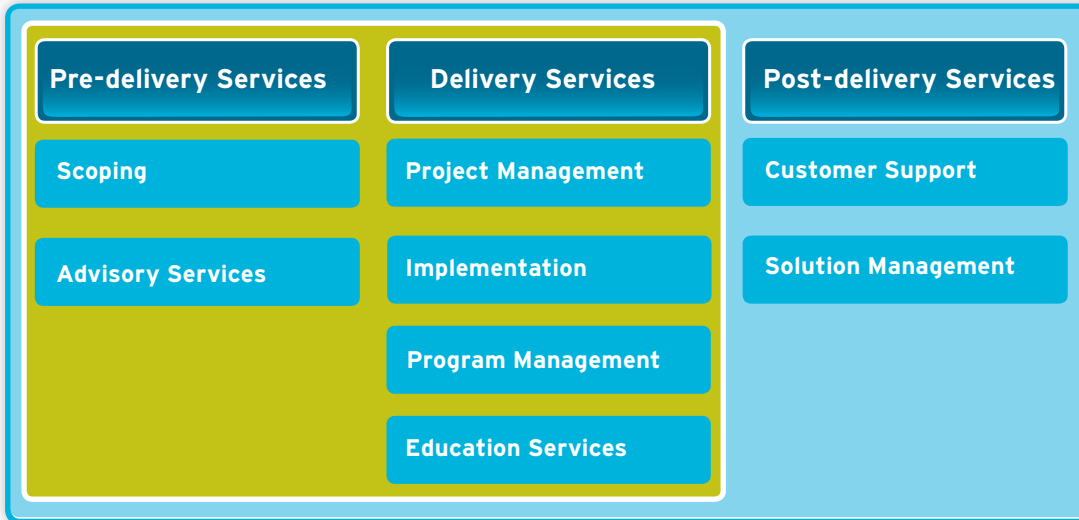 Pre-delivery Services
Scoping
Advisory Services
Delivery Services
Project Management
Implementation
Program Management
Education Services
Post-delivery Services
Customer Support
Solution Management